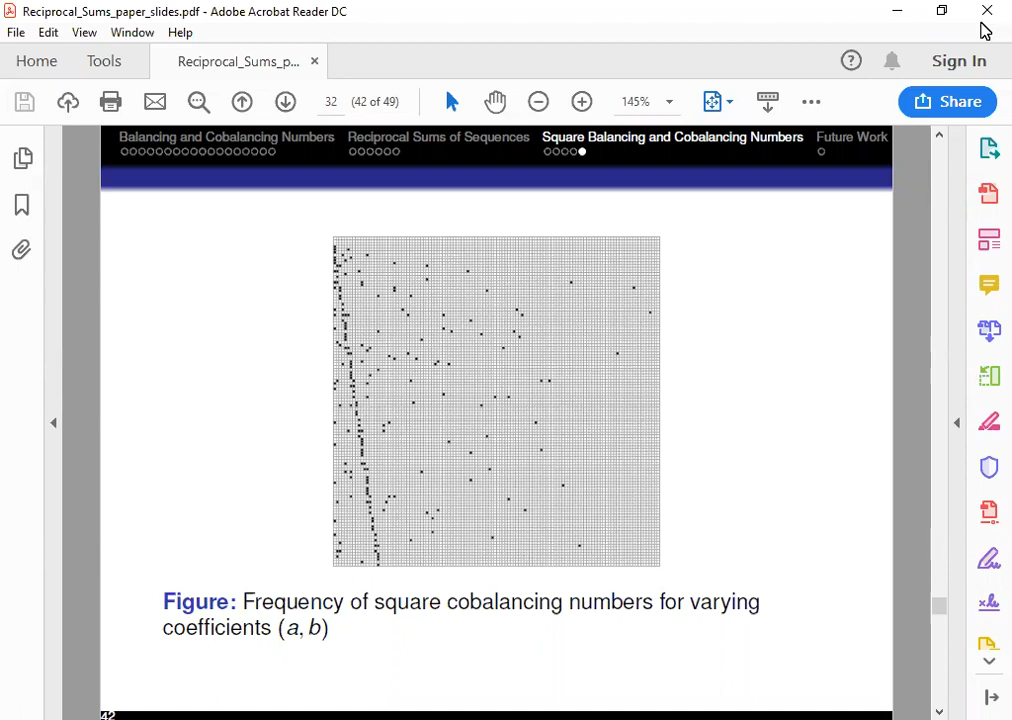 Reciprocal_Sums_paper_slides.pdf - Adobe Acrobat Reader DC
File Edit View Window Help
Home Tools Reciprocal_Sums_p... × Sign In
32 (42 of 49) 145% Share
Balancing and Cobalancing Numbers Reciprocal Sums of Sequences Square Balancing and Cobalancing Numbers Future Work
Figure: Frequency of square cobalancing numbers for varying
coefficients (a, b)
42